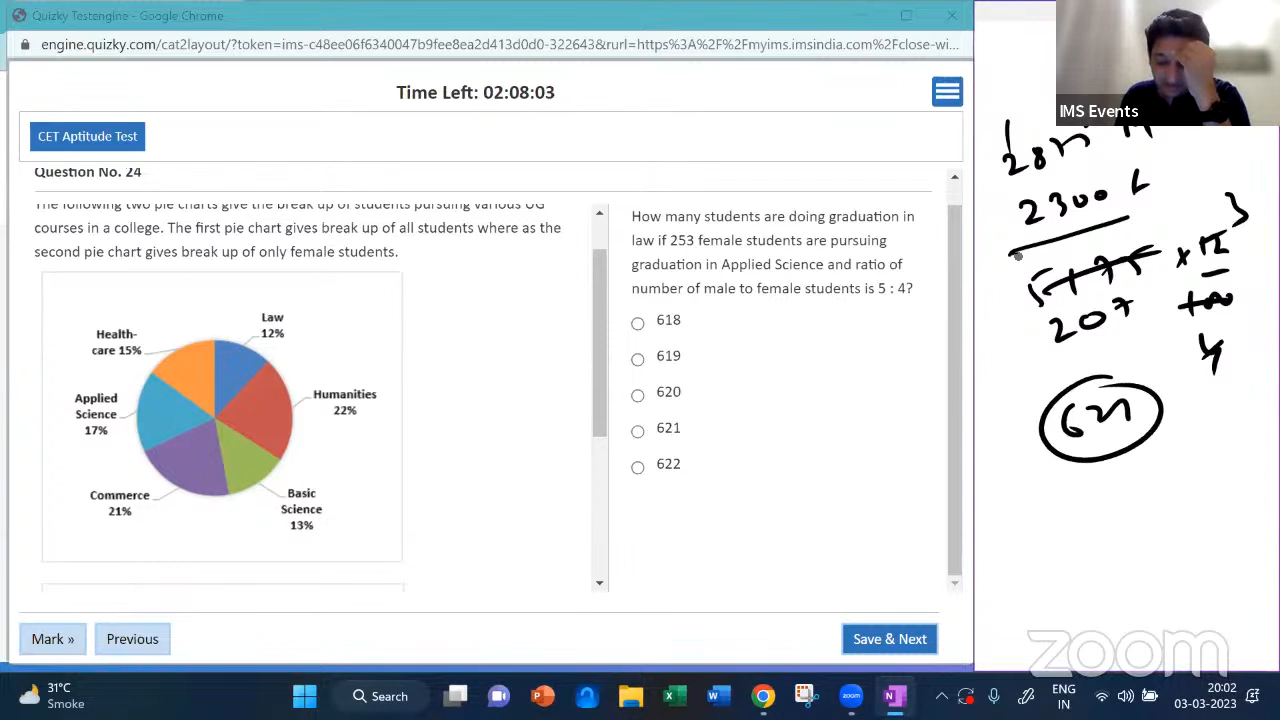 Quizky Testengine - Google Chrome
engine.quizky.com/cat2layout/?token=ims-c48ee06f6340047b9fee8ea2d413d0d0-322643&rurl=https%3A%2F%2Fmyims.imsindia.com%2Fclose-wi...
Time Left: 02:08:03
CET Aptitude Test
Question No. 24
The following two pie charts give the break up of students pursuing various UG
courses in a college. The first pie chart gives break up of all students where as the
second pie chart gives break up of only female students.
Law
12%
Health-
care 15%
Humanities
22%
Applied
Science
17%
Commerce
21%
Basic
Science
13%
How many students are doing graduation in
law if 253 female students are pursuing
graduation in Applied Science and ratio of
number of male to female students is 5 : 4?
618
619
620
621
622
Mark »
Previous
Save & Next
IMS Events
2875
2300
5175 × 12
207 100
4
621
zoom
31°C
Smoke
Search
zoom
ENG
IN
20:02
03-03-2023